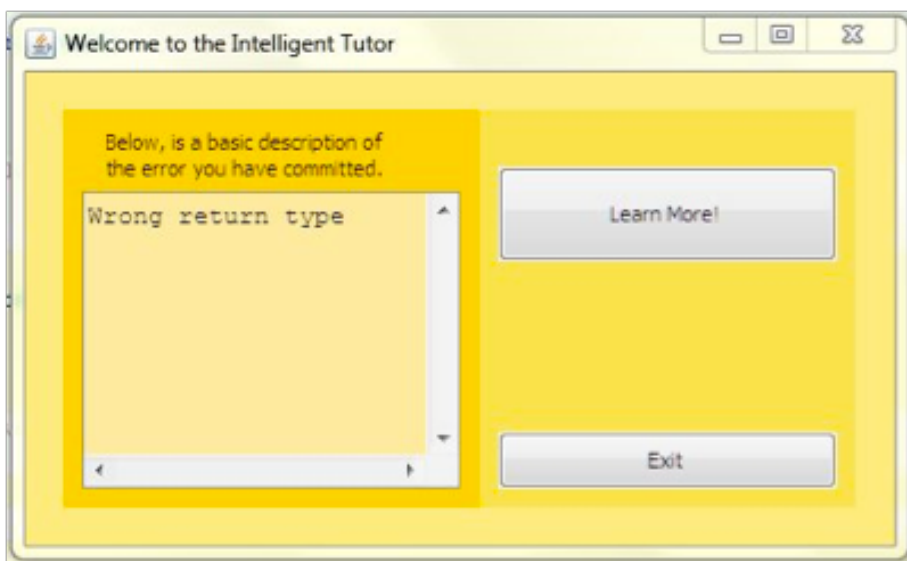 Welcome to the Intelligent Tutor
Below, is a basic description of
the error you have committed.
Wrong return type
Learn More!
Exit